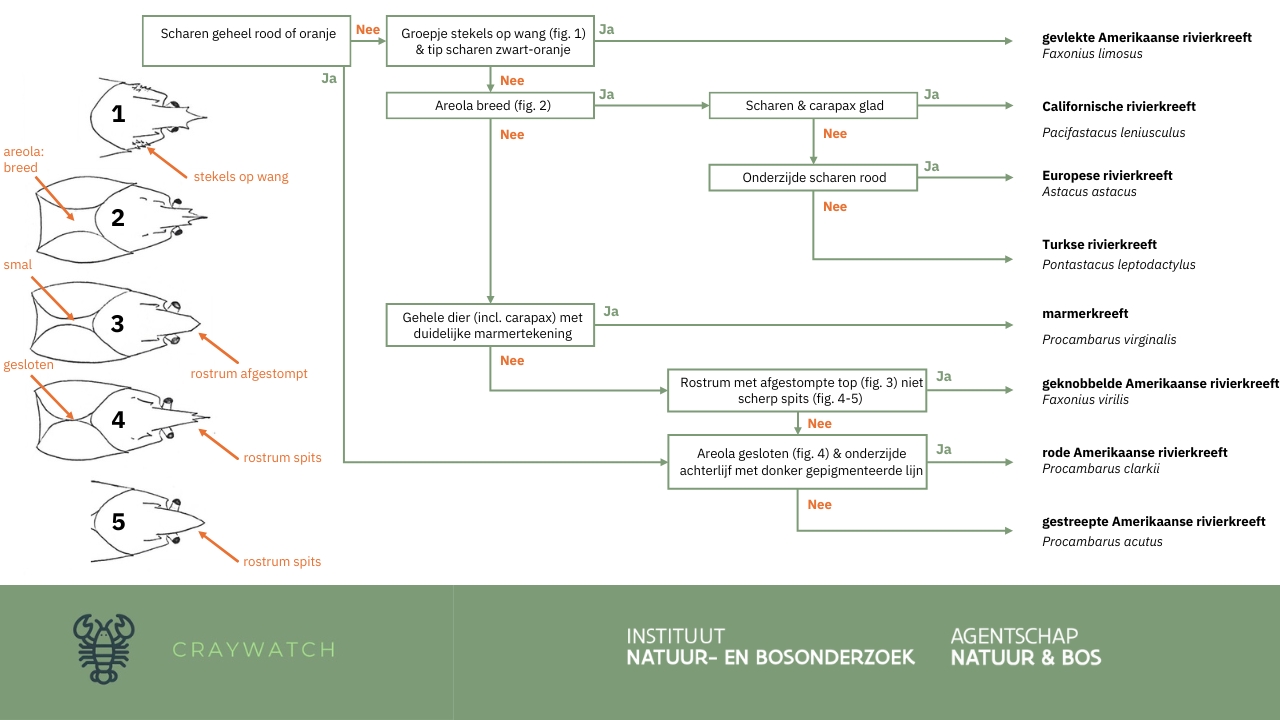 Scharen geheel rood of oranje
Nee
Groepje stekels op wang (fig. 1)
& tip scharen zwart-oranje
Ja
gevlekte Amerikaanse rivierkreeft
Faxonius limosus
Ja
Nee
Areola breed (fig. 2)
Ja
Scharen & carapax glad
Ja
Californische rivierkreeft
Pacifastacus leniusculus
1
stekels op wang
Nee
Nee
areola:
breed
Onderzijde scharen rood
Ja
Europese rivierkreeft
Astacus astacus
2
Nee
Turkse rivierkreeft
Pontastacus leptodactylus
smal
3
rostrum afgestompt
Gehele dier (incl. carapax) met
duidelijke marmertekening
Ja
marmerkreeft
Procambarus virginalis
Nee
gesloten
4
rostrum spits
Rostrum met afgestompte top (fig. 3) niet
scherp spits (fig. 4-5)
Ja
geknobbelde Amerikaanse rivierkreeft
Faxonius virilis
Nee
Areola gesloten (fig. 4) & onderzijde
achterlijf met donker gepigmenteerde lijn
Ja
rode Amerikaanse rivierkreeft
Procambarus clarkii
Nee
gestreepte Amerikaanse rivierkreeft
Procambarus acutus
5
rostrum spits
CRAYWATCH
INSTITUUT
NATUUR- EN BOSONDERZOEK
AGENTSCHAP
NATUUR & BOS